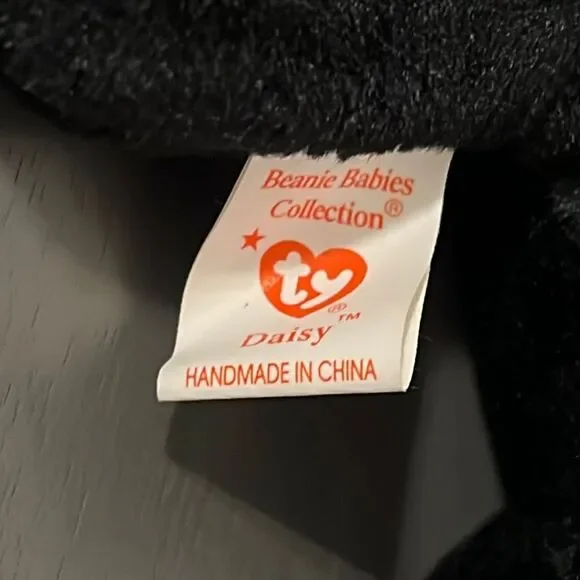 Beanie Babies
Collection®
ty®
Daisy™
HANDMADE IN CHINA